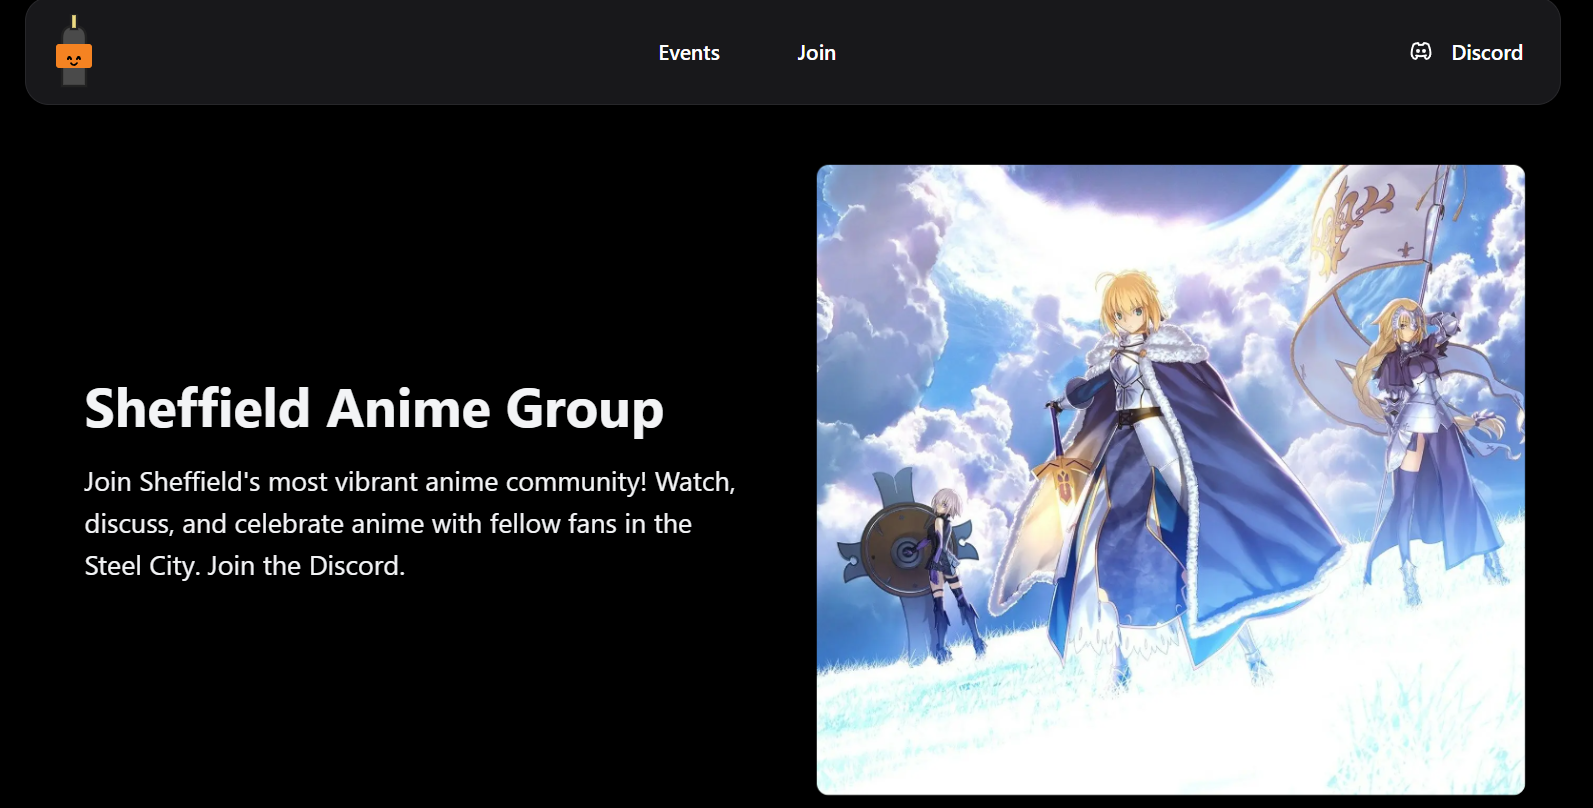 Events
Join
Discord
Sheffield Anime Group
Join Sheffield's most vibrant anime community! Watch,
discuss, and celebrate anime with fellow fans in the
Steel City. Join the Discord.